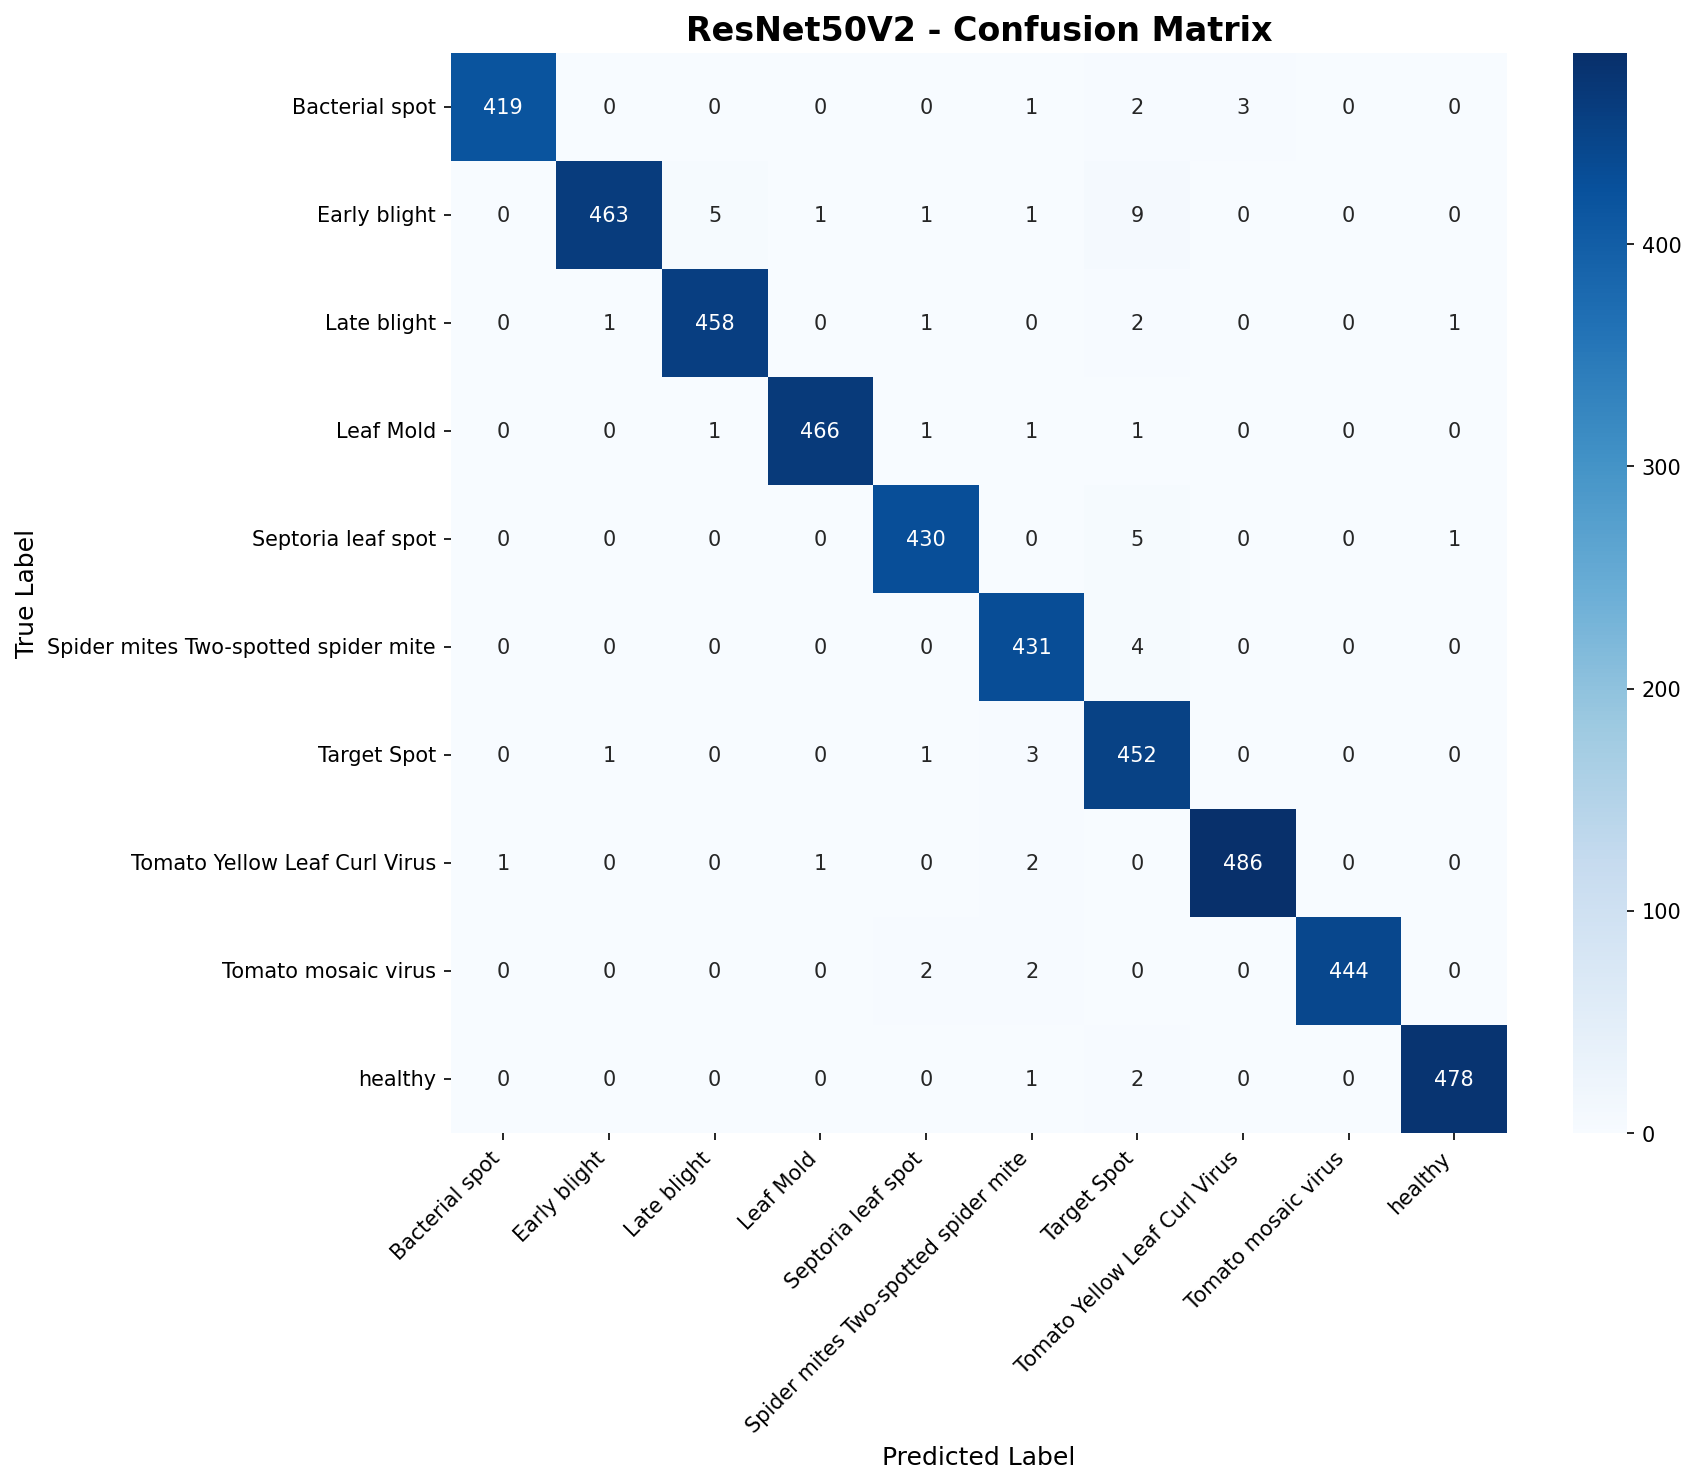 ResNet50V2 - Confusion Matrix
True Label
Bacterial spot 419 0 0 0 0 1 2 3 0 0
Early blight 0 463 5 1 1 1 9 0 0 0
Late blight 0 1 458 0 1 0 2 0 0 1
Leaf Mold 0 0 1 466 1 1 1 0 0 0
Septoria leaf spot 0 0 0 0 430 0 5 0 0 1
Spider mites Two-spotted spider mite 0 0 0 0 0 431 4 0 0 0
Target Spot 0 1 0 0 1 3 452 0 0 0
Tomato Yellow Leaf Curl Virus 1 0 0 1 0 2 0 486 0 0
Tomato mosaic virus 0 0 0 0 2 2 0 0 444 0
healthy 0 0 0 0 0 1 2 0 0 478
Bacterial spot
Early blight
Late blight
Leaf Mold
Septoria leaf spot
Spider mites Two-spotted spider mite
Target Spot
Tomato Yellow Leaf Curl Virus
Tomato mosaic virus
healthy
Predicted Label
400
300
200
100
0